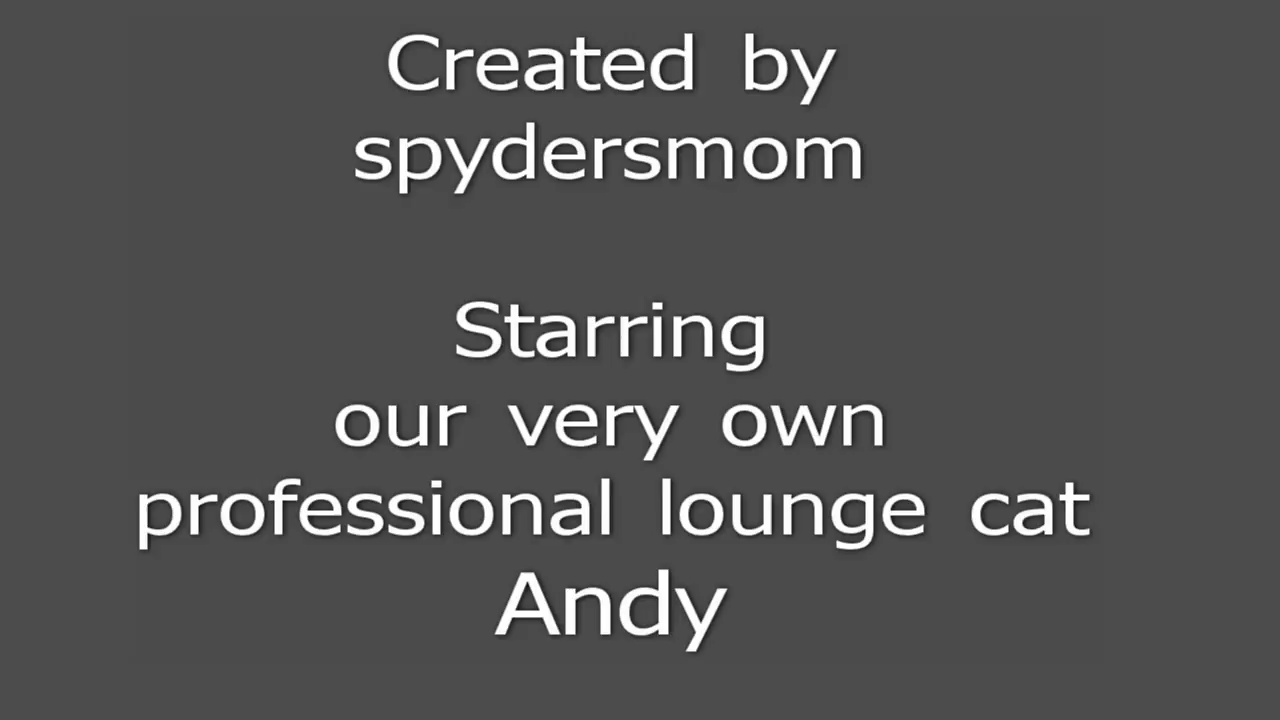 Created by
spydersmom
Starring
our very own
professional lounge cat
Andy